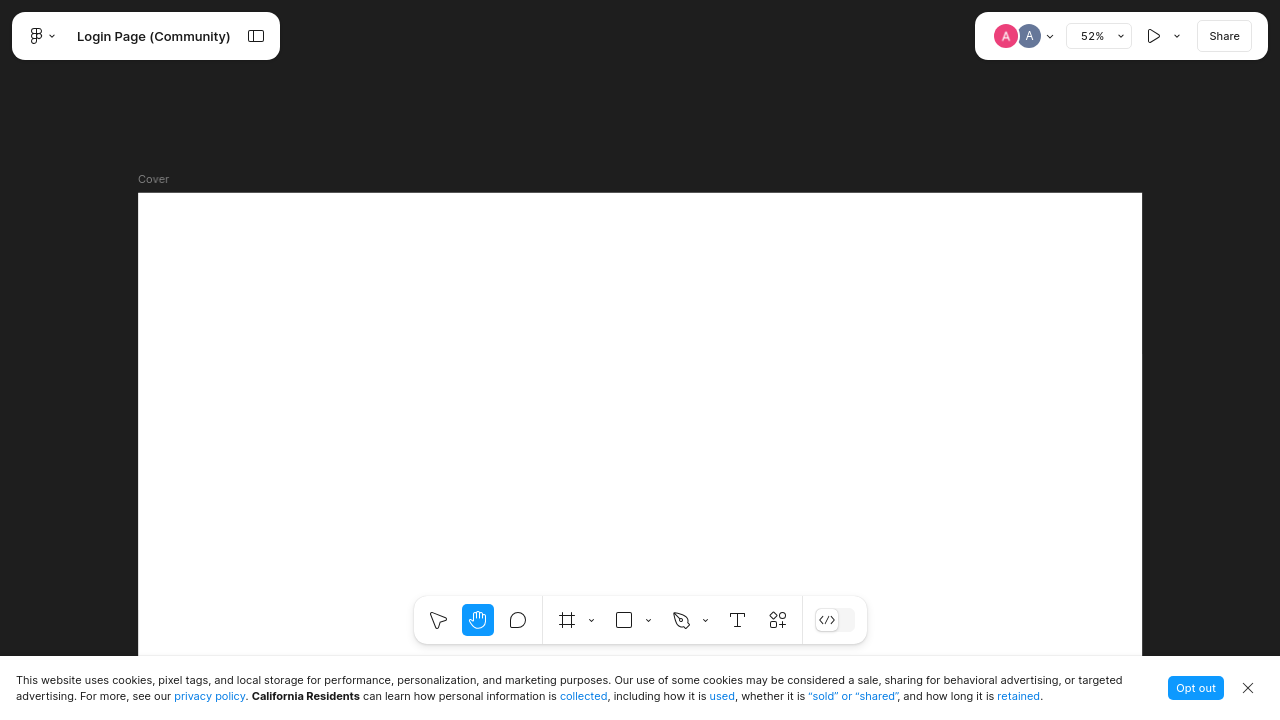 Login Page (Community)
A A 52% Share
Cover
This website uses cookies, pixel tags, and local storage for performance, personalization, and marketing purposes. Our use of some cookies may be considered a sale, sharing for behavioral advertising, or targeted
advertising. For more, see our privacy policy. California Residents can learn how personal information is collected, including how it is used, whether it is “sold” or “shared”, and how long it is retained.
Opt out